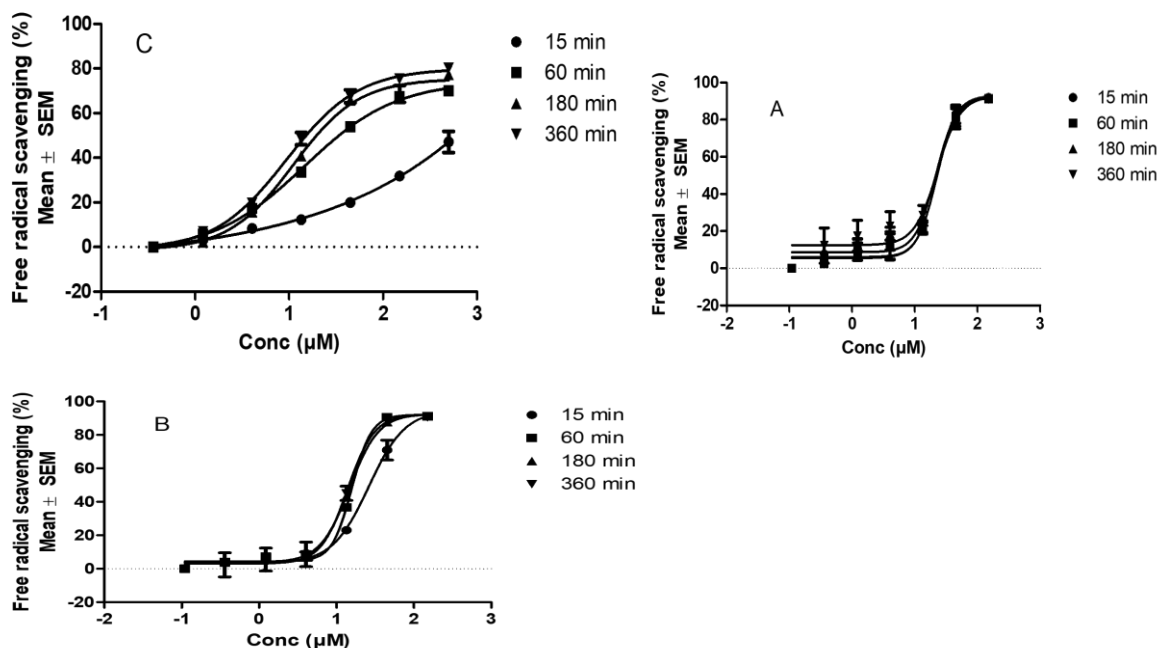 C
Free radical scavenging (%)
Mean ± SEM
100
80
60
40
20
0
-20
-1
0
1
2
3
Conc (µM)
15 min
60 min
180 min
360 min
A
Free radical scavenging (%)
Mean ± SEM
100
80
60
40
20
0
-20
-2
-1
0
1
2
3
Conc (µM)
15 min
60 min
180 min
360 min
B
Free radical scavenging (%)
Mean ± SEM
100
80
60
40
20
0
-20
-2
-1
0
1
2
3
Conc (µM)
15 min
60 min
180 min
360 min